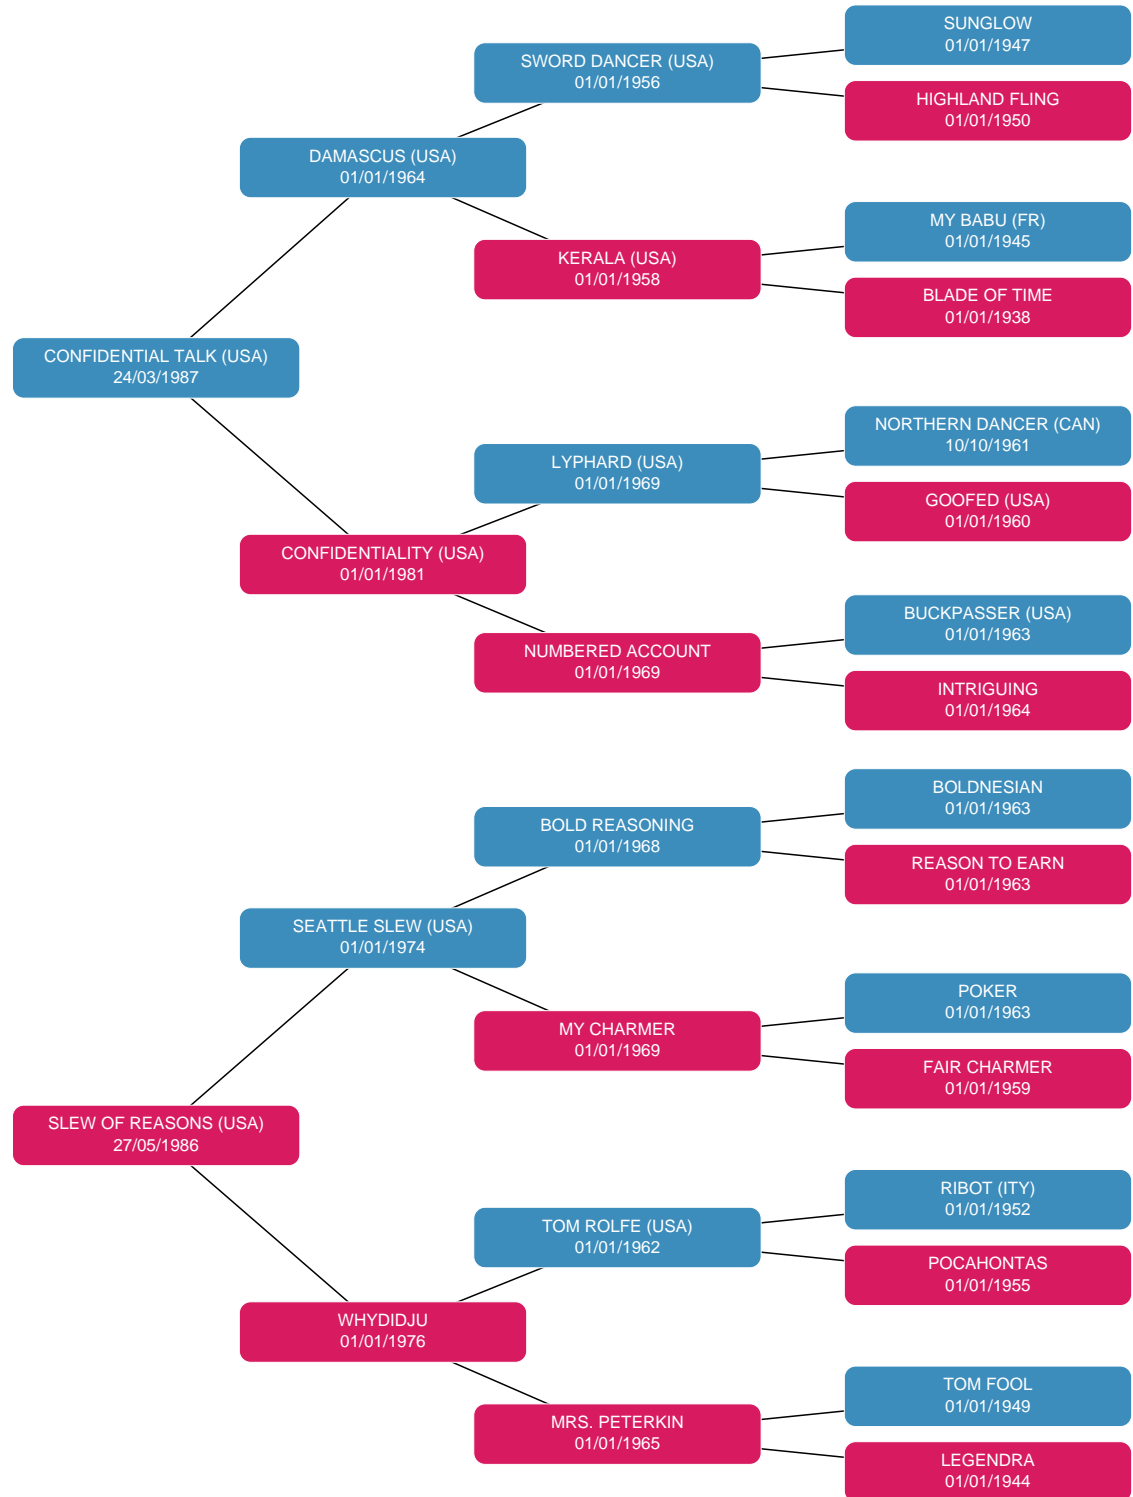 SUNGLOW
01/01/1947
SWORD DANCER (USA)
01/01/1956
HIGHLAND FLING
01/01/1950
DAMASCUS (USA)
01/01/1964
MY BABU (FR)
01/01/1945
KERALA (USA)
01/01/1958
BLADE OF TIME
01/01/1938
CONFIDENTIAL TALK (USA)
24/03/1987
NORTHERN DANCER (CAN)
10/10/1961
LYPHARD (USA)
01/01/1969
GOOFED (USA)
01/01/1960
CONFIDENTIALITY (USA)
01/01/1981
BUCKPASSER (USA)
01/01/1963
NUMBERED ACCOUNT
01/01/1969
INTRIGUING
01/01/1964
BOLDNESIAN
01/01/1963
BOLD REASONING
01/01/1968
REASON TO EARN
01/01/1963
SEATTLE SLEW (USA)
01/01/1974
POKER
01/01/1963
MY CHARMER
01/01/1969
FAIR CHARMER
01/01/1959
SLEW OF REASONS (USA)
27/05/1986
RIBOT (ITY)
01/01/1952
TOM ROLFE (USA)
01/01/1962
POCAHONTAS
01/01/1955
WHYDIDJU
01/01/1976
TOM FOOL
01/01/1949
MRS. PETERKIN
01/01/1965
LEGENDRA
01/01/1944